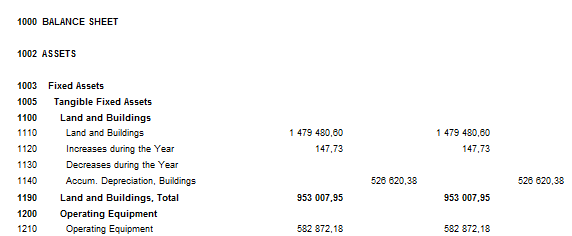 1000 BALANCE SHEET
1002 ASSETS
1003 Fixed Assets
1005 Tangible Fixed Assets
1100 Land and Buildings
1110 Land and Buildings 1 479 480,60 1 479 480,60
1120 Increases during the Year 147,73 147,73
1130 Decreases during the Year
1140 Accum. Depreciation, Buildings 526 620,38 526 620,38
1190 Land and Buildings, Total 953 007,95 953 007,95
1200 Operating Equipment
1210 Operating Equipment 582 872,18 582 872,18